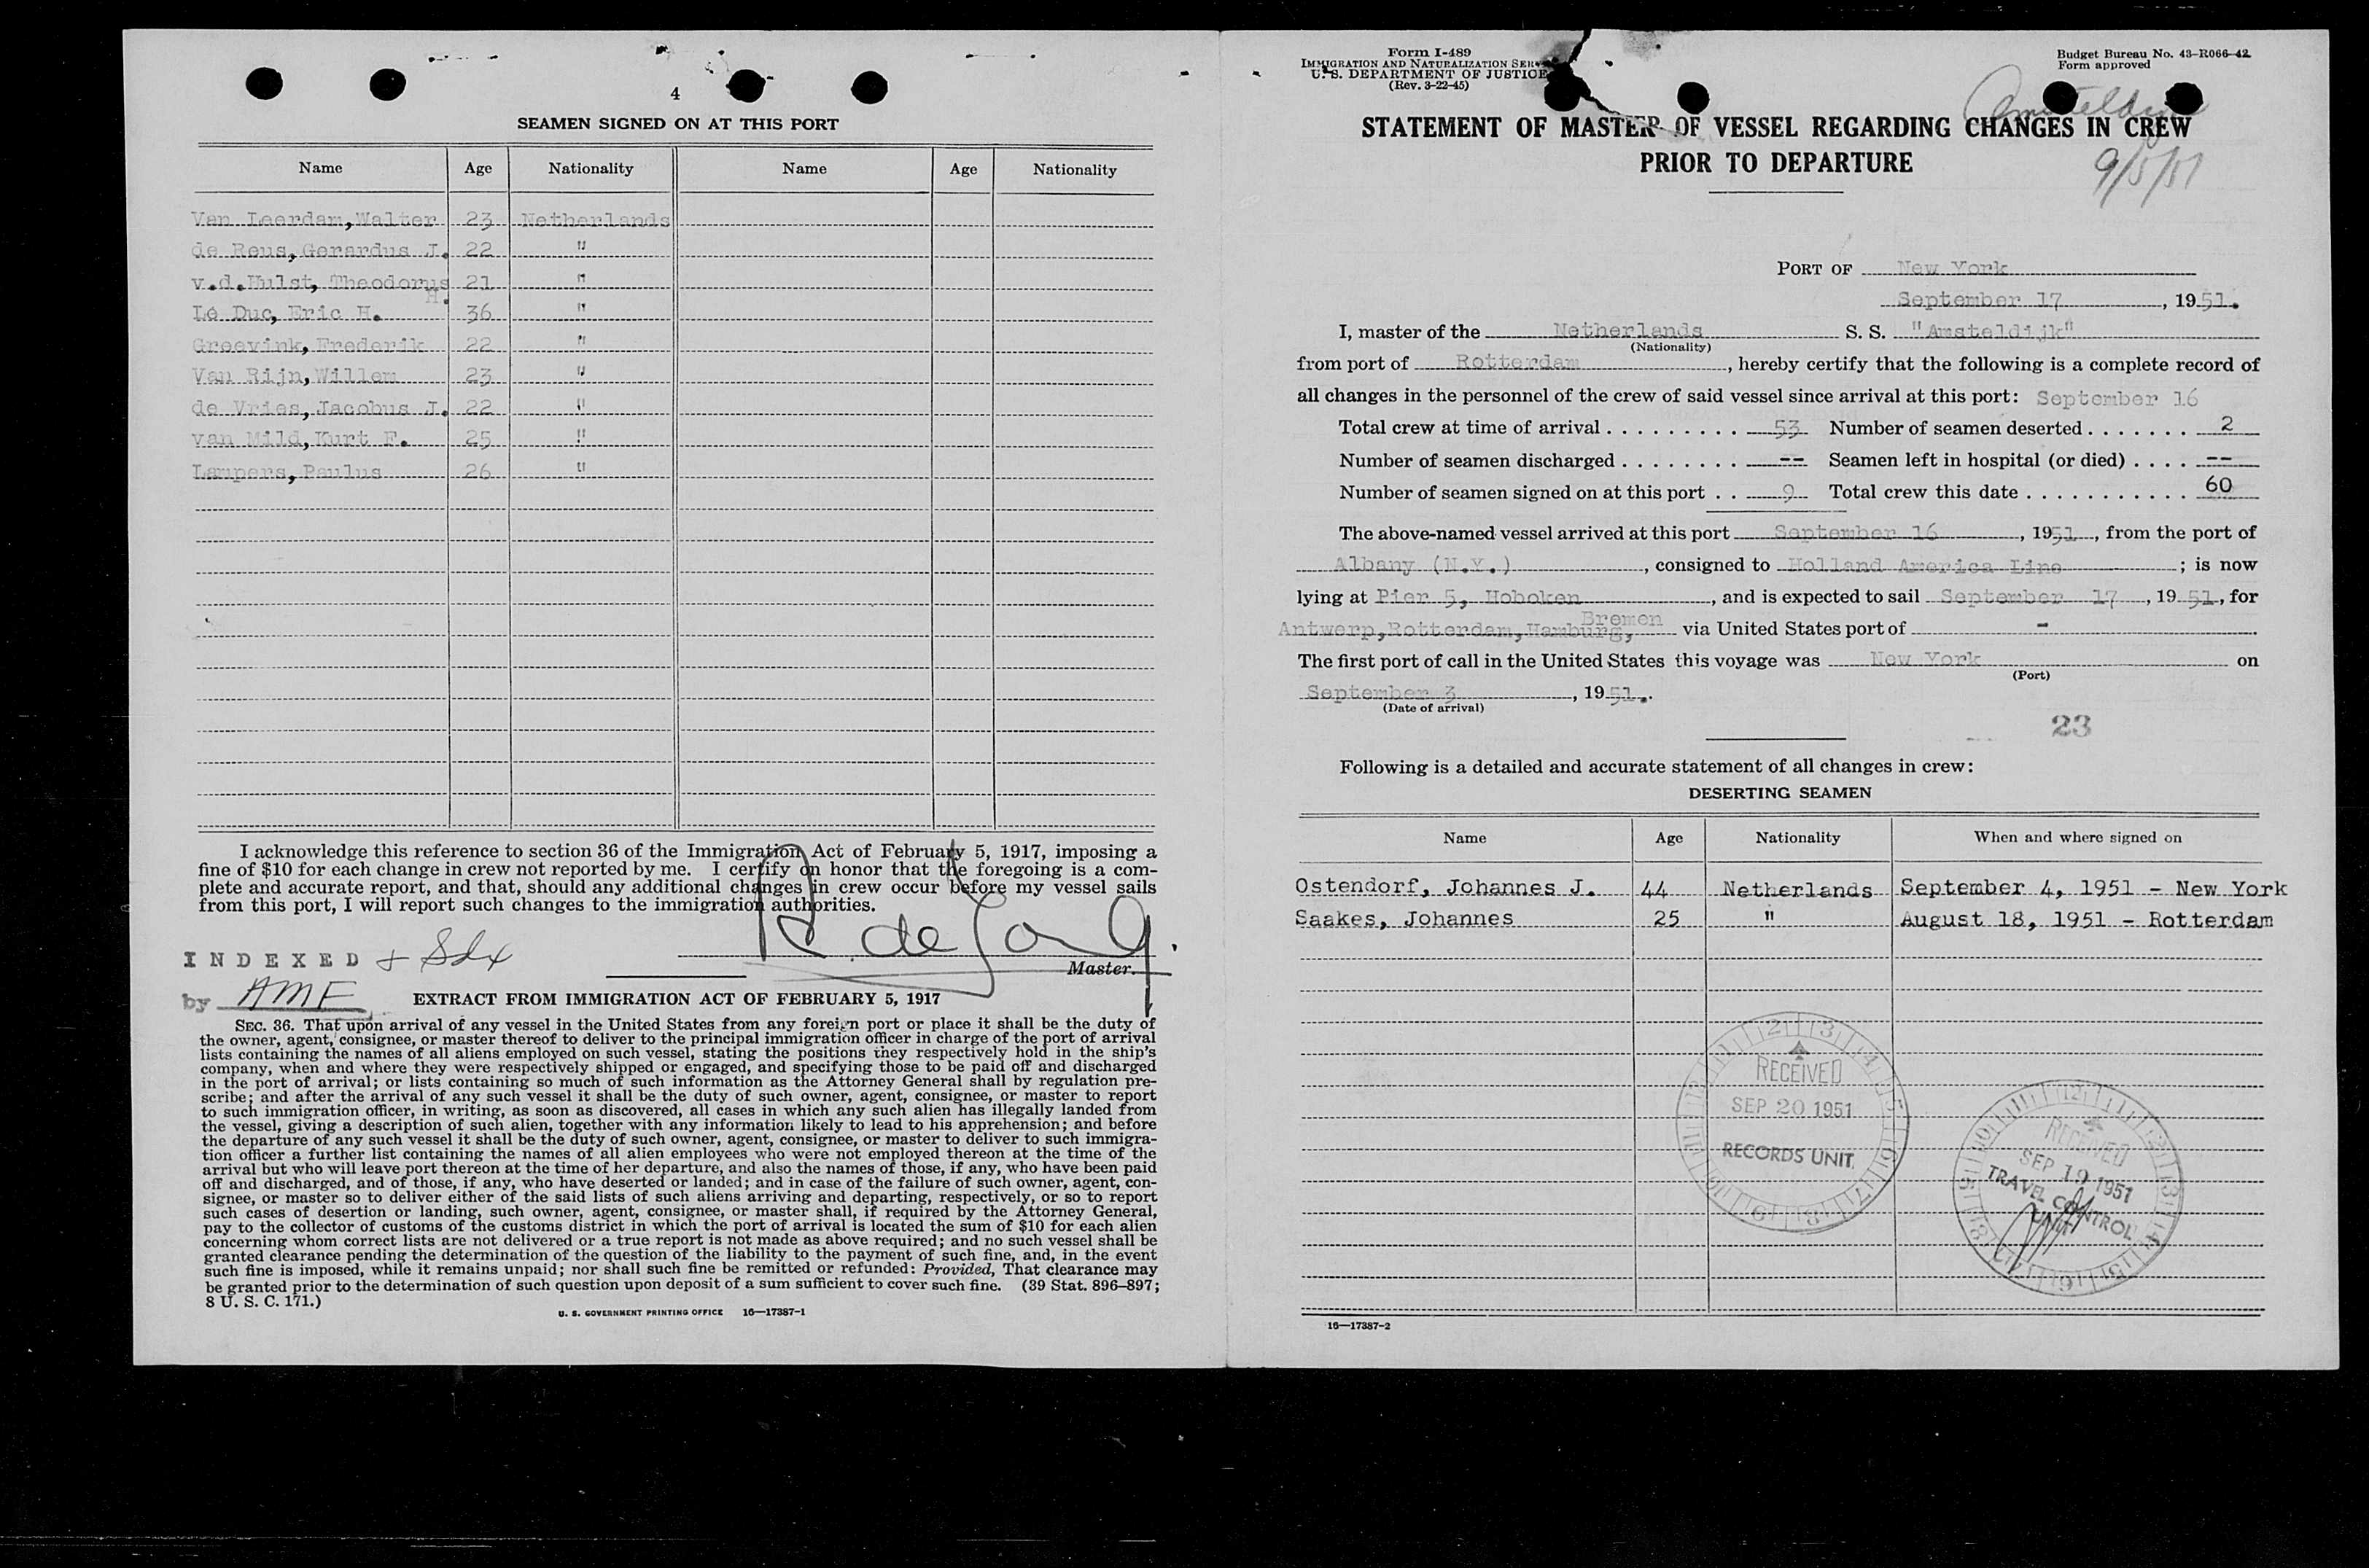 4
SEAMEN SIGNED ON AT THIS PORT
Name Age Nationality Name Age Nationality
Van Leerdam, Walter 23 Netherlands
de Reus, Gerardus J. 22 "
v.d. Hulst, Theodorus H. 21 "
Le Duc, Eric H. 36 "
Greevink, Frederik 22 "
Van Rijn, Willem 23 "
de Vries, Jacobus J. 22 "
van Mild, Kurt F. 25 "
Lampers, Paulus 26 "
I acknowledge this reference to section 36 of the Immigration Act of February 5, 1917, imposing a
fine of $10 for each change in crew not reported by me. I certify on honor that the foregoing is a com-
plete and accurate report, and that, should any additional changes in crew occur before my vessel sails
from this port, I will report such changes to the immigration authorities.
de Jong.
Master.
INDEXED
by AMF
EXTRACT FROM IMMIGRATION ACT OF FEBRUARY 5, 1917
SEC. 36. That upon arrival of any vessel in the United States from any foreign port or place it shall be the duty of
the owner, agent, consignee, or master thereof to deliver to the principal immigration officer in charge of the port of arrival
lists containing the names of all aliens employed on such vessel, stating the positions they respectively hold in the ship's
company, when and where they were respectively shipped or engaged, and specifying those to be paid off and discharged
in the port of arrival; or lists containing so much of such information as the Attorney General shall by regulation pre-
scribe; and after the arrival of any such vessel it shall be the duty of such owner, agent, consignee, or master to report
to such immigration officer, in writing, as soon as discovered, all cases in which any such alien has illegally landed from
the vessel, giving a description of such alien, together with any information likely to lead to his apprehension; and before
the departure of any such vessel it shall be the duty of such owner, agent, consignee, or master to deliver to such immigra-
tion officer a further list containing the names of all alien employees who were not employed thereon at the time of the
arrival but who will leave port thereon at the time of her departure, and also the names of those, if any, who have been paid
off and discharged, and of those, if any, who have deserted or landed; and in case of the failure of such owner, agent, con-
signee, or master so to deliver either of the said lists of such aliens arriving and departing, respectively, or so to report
such cases of desertion or landing, such owner, agent, consignee, or master shall, if required by the Attorney General,
pay to the collector of customs of the customs district in which the port of arrival is located the sum of $10 for each alien
concerning whom correct lists are not delivered or a true report is not made as above required; and no such vessel shall be
granted clearance pending the determination of the question of the liability to the payment of such fine, and, in the event
such fine is imposed, while it remains unpaid; nor shall such fine be remitted or refunded: Provided, That clearance may
be granted prior to the determination of such question upon deposit of a sum sufficient to cover such fine. (39 Stat. 896–897;
8 U. S. C. 171.)
U. S. GOVERNMENT PRINTING OFFICE 16—17387-1
Form I-489
IMMIGRATION AND NATURALIZATION
U. S. DEPARTMENT OF JUSTICE
(Rev. 3-22-45)
Budget Bureau No. 43-R066-42
Form approved
Amsteldijk
STATEMENT OF MASTER OF VESSEL REGARDING CHANGES IN CREW
PRIOR TO DEPARTURE
9/5/51
PORT OF New York
September 17, 1951.
I, master of the Netherlands S. S. "Amsteldijk"
(Nationality)
from port of Rotterdam, hereby certify that the following is a complete record of
all changes in the personnel of the crew of said vessel since arrival at this port: September 16
Total crew at time of arrival . . . . . . . . . 53 Number of seamen deserted . . . . . . . 2
Number of seamen discharged . . . . . . . . -- Seamen left in hospital (or died) . . . . --
Number of seamen signed on at this port . . 9 Total crew this date . . . . . . . . . . . 60
The above-named vessel arrived at this port September 16, 1951, from the port of
Albany (N.Y.), consigned to Holland America Line; is now
lying at Pier 5, Hoboken, and is expected to sail September 17, 1951, for
Antwerp, Rotterdam, Hamburg, Bremen via United States port of -
The first port of call in the United States this voyage was New York on
(Port)
September 3, 1951.
(Date of arrival)
23
Following is a detailed and accurate statement of all changes in crew:
DESERTING SEAMEN
Name Age Nationality When and where signed on
Ostendorf, Johannes J. 44 Netherlands September 4, 1951 - New York
Saakes, Johannes 25 " August 18, 1951 - Rotterdam
RECEIVED
SEP 20 1951
RECORDS UNIT
RECEIVED
SEP 19 1951
TRAVEL CONTROL
UNIT
16—17387-2